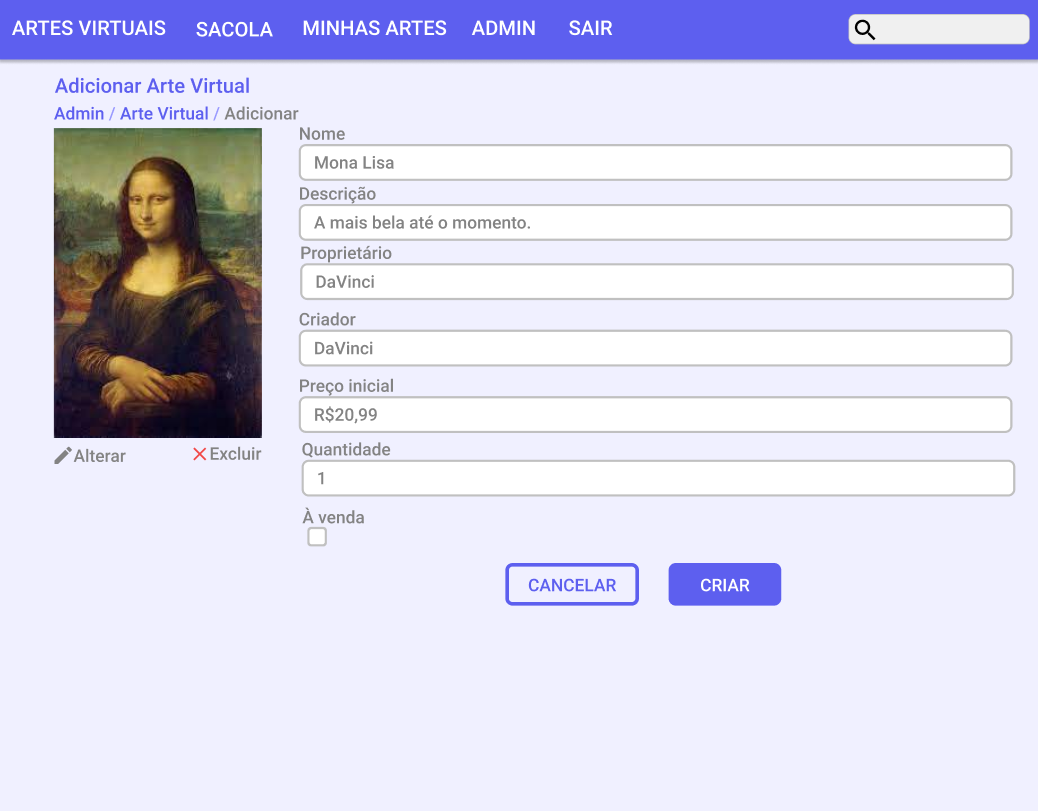 ARTES VIRTUAIS SACOLA MINHAS ARTES ADMIN SAIR
Adicionar Arte Virtual
Admin / Arte Virtual / Adicionar
Nome
Mona Lisa
Descrição
A mais bela até o momento.
Proprietário
DaVinci
Criador
DaVinci
Preço inicial
R$20,99
Alterar Excluir
Quantidade
1
À venda
CANCELAR CRIAR